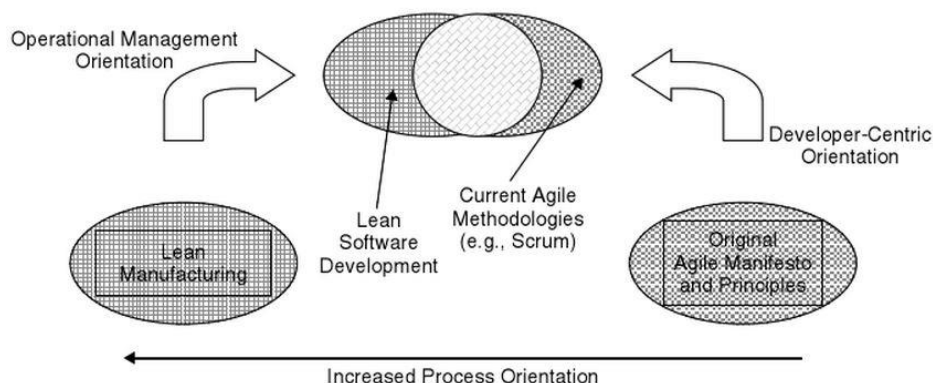 Operational Management
Orientation
Developer-Centric
Orientation
Lean
Software
Development
Current Agile
Methodologies
(e.g., Scrum)
Lean
Manufacturing
Original
Agile Manifesto
and Principles
Increased Process Orientation